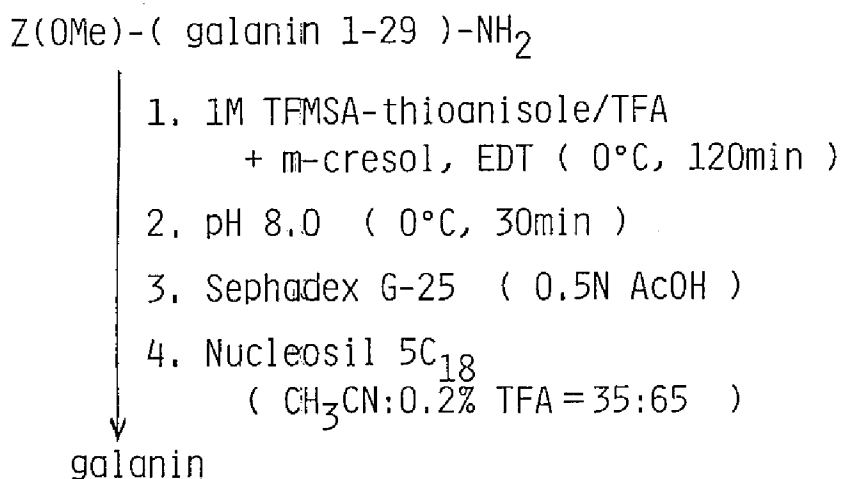 Z(OMe)-( galanin 1-29 )-NH2
1. 1M TFMSA-thioanisole/TFA
+ m-cresol, EDT ( 0°C, 120min )
2. pH 8.0 ( 0°C, 30min )
3. Sephadex G-25 ( 0.5N AcOH )
4. Nucleosil 5C18
( CH3CN:0.2% TFA = 35:65 )
galanin